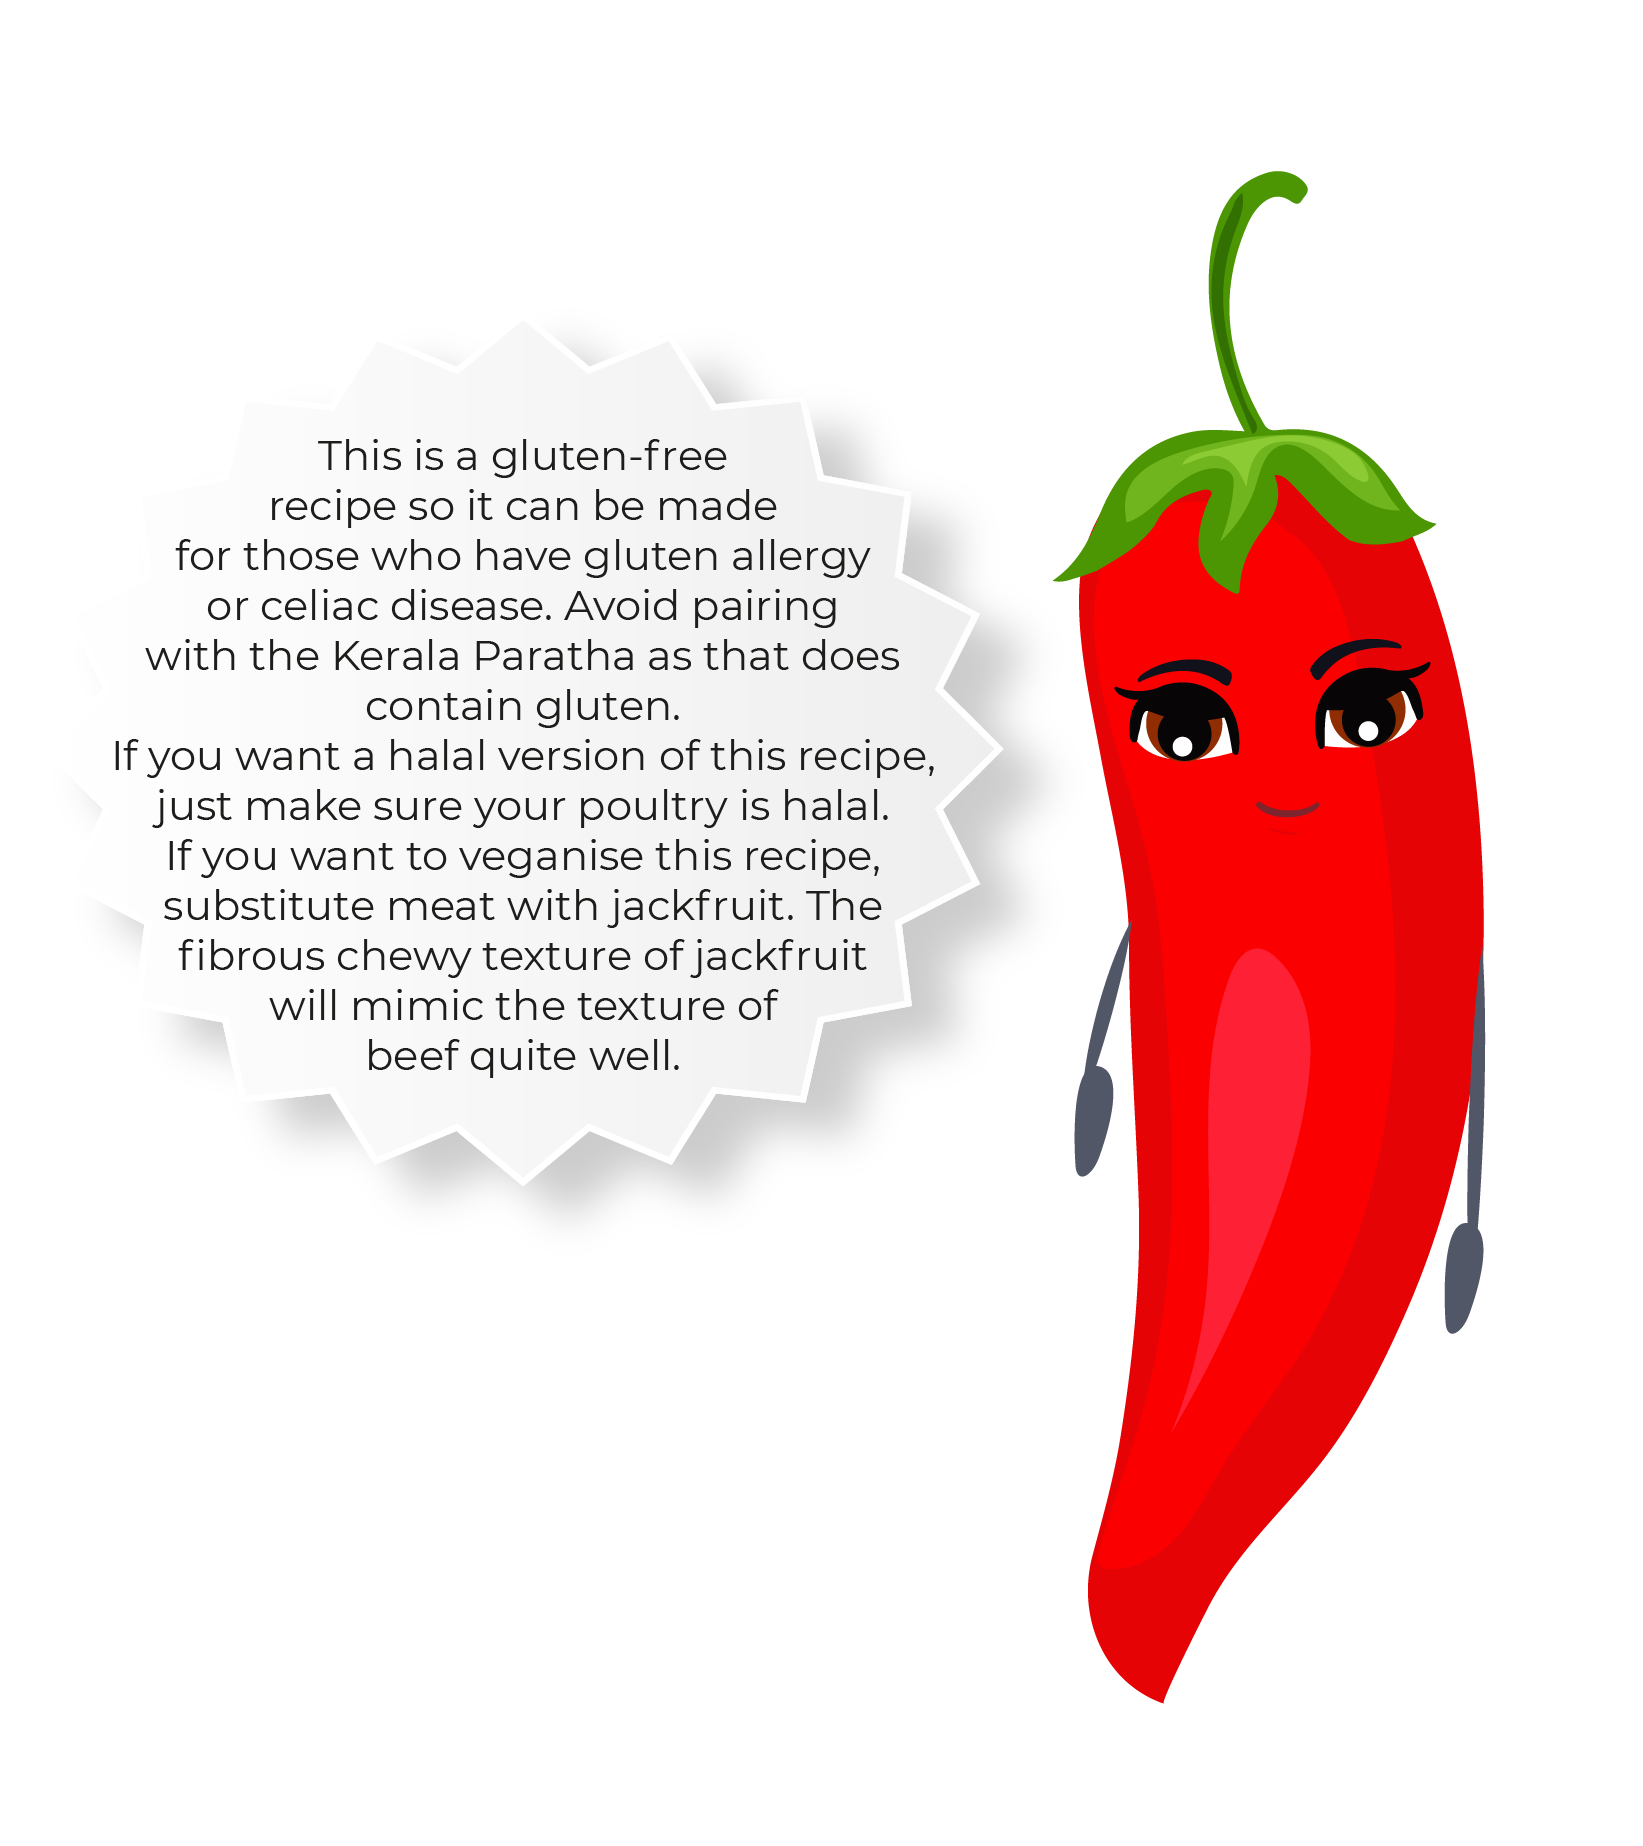 This is a gluten-free
recipe so it can be made
for those who have gluten allergy
or celiac disease. Avoid pairing
with the Kerala Paratha as that does
contain gluten.
If you want a halal version of this recipe,
just make sure your poultry is halal.
If you want to veganise this recipe,
substitute meat with jackfruit. The
fibrous chewy texture of jackfruit
will mimic the texture of
beef quite well.